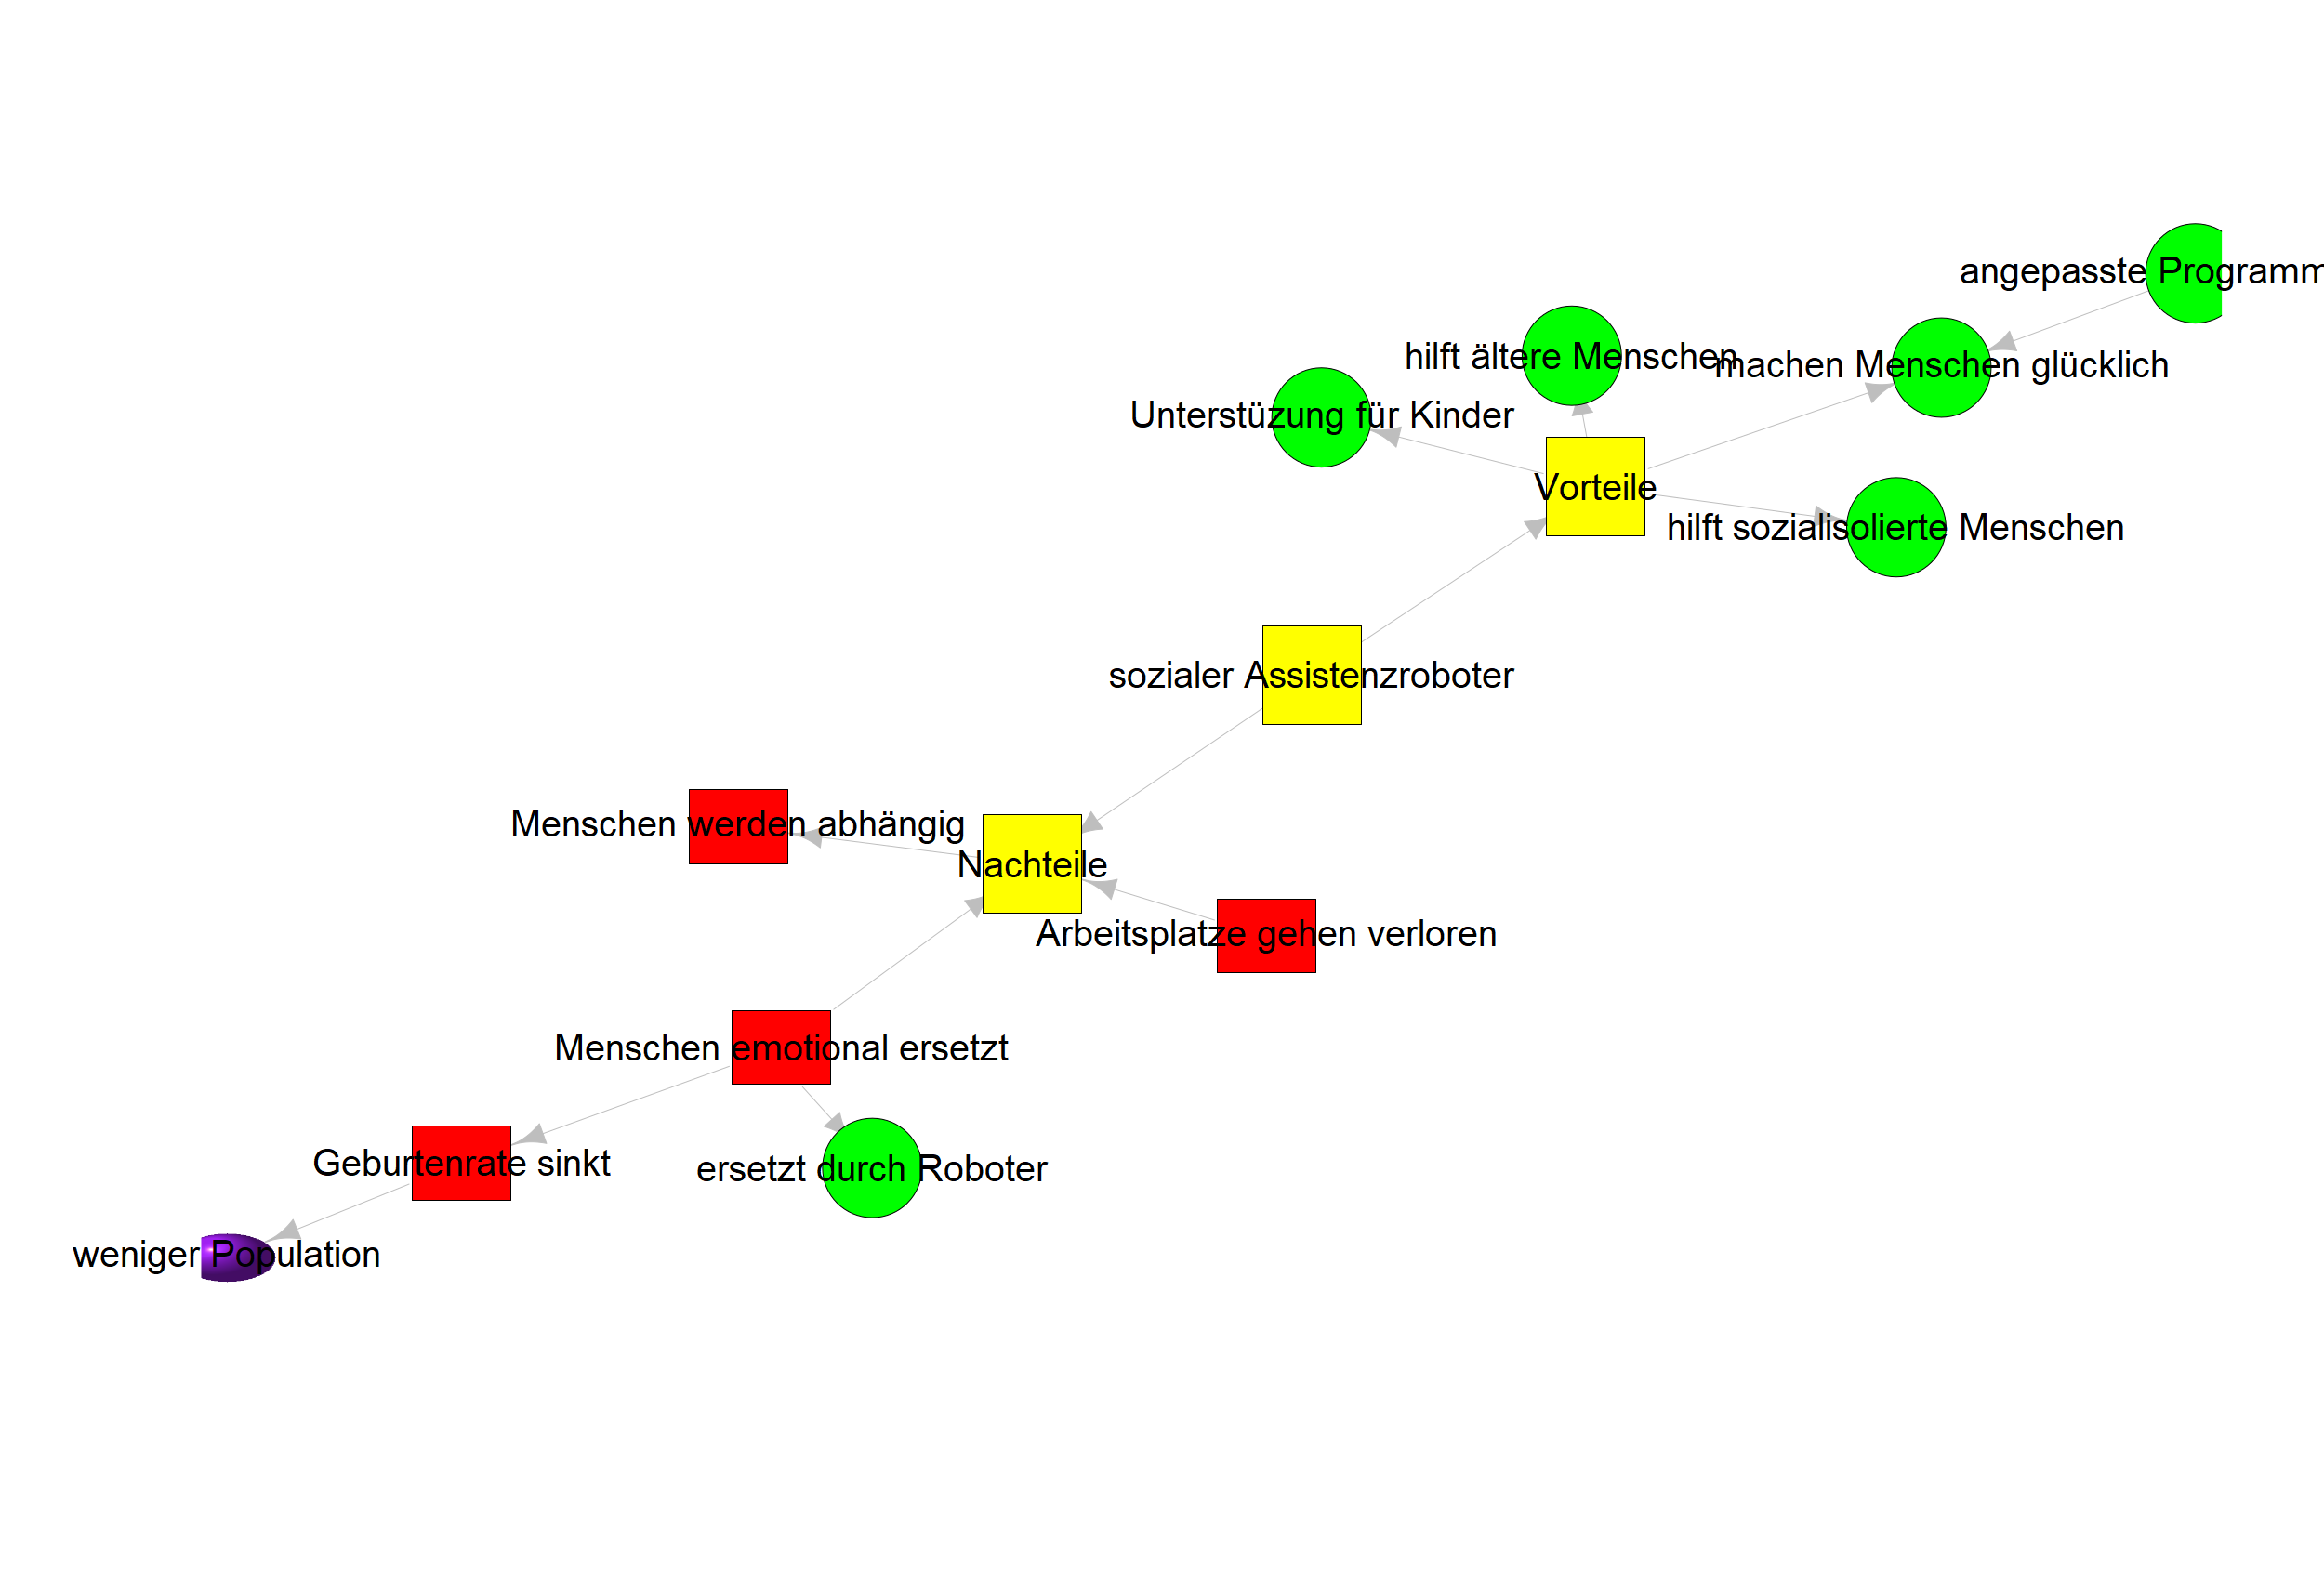 angepasste Programm
hilft ältere Menschen
machen Menschen glücklich
Unterstüzung für Kinder
Vorteile
hilft sozialisolierte Menschen
sozialer Assistenzroboter
Menschen werden abhängig
Nachteile
Arbeitsplatze gehen verloren
Menschen emotional ersetzt
Geburtenrate sinkt
ersetzt durch Roboter
weniger Population